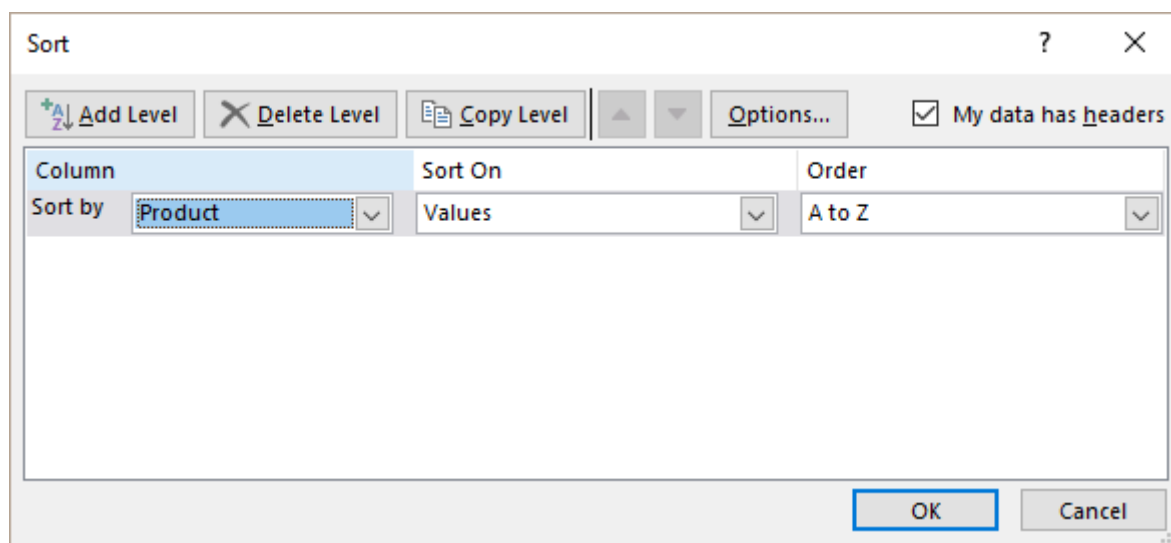 Sort ?
Add Level Delete Level Copy Level Options... My data has headers
Column Sort On Order
Sort by Product Values A to Z
OK Cancel